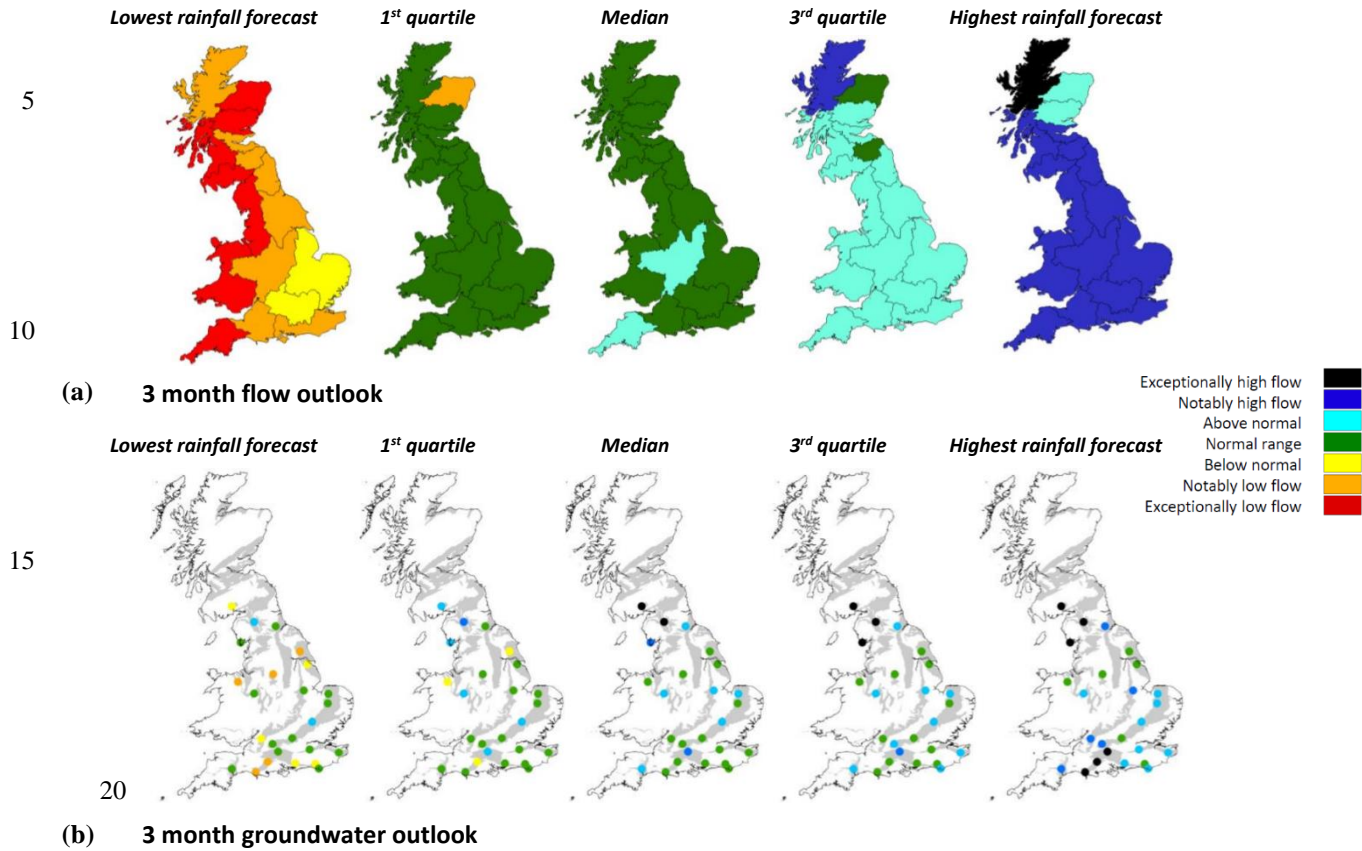 Lowest rainfall forecast 1st quartile Median 3rd quartile Highest rainfall forecast
5
10
(a) 3 month flow outlook
Exceptionally high flow
Notably high flow
Above normal
Normal range
Below normal
Notably low flow
Exceptionally low flow
Lowest rainfall forecast 1st quartile Median 3rd quartile Highest rainfall forecast
15
20
(b) 3 month groundwater outlook